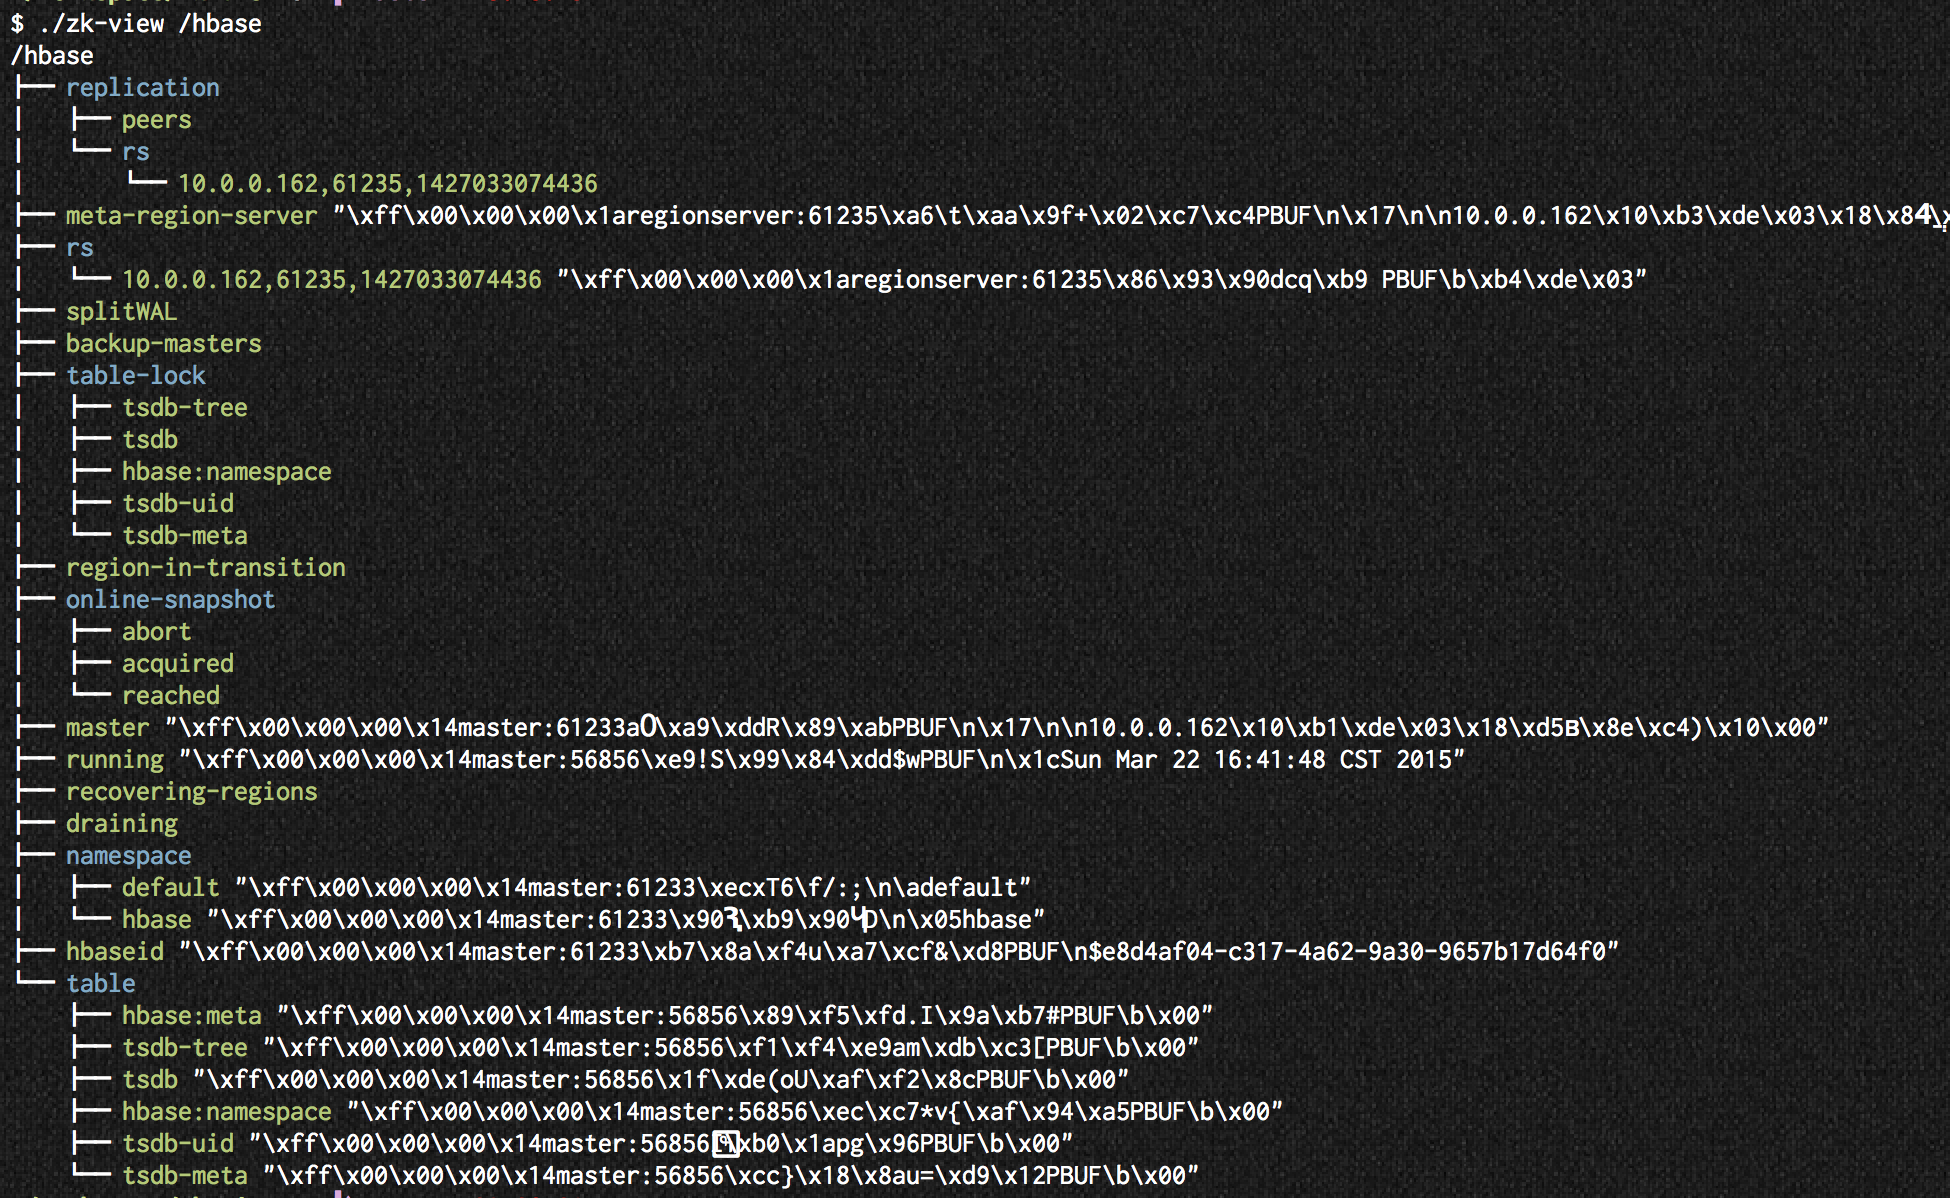 $ ./zk-view /hbase
/hbase
├── replication
│   ├── peers
│   └── rs
│       └── 10.0.0.162,61235,1427033074436
├── meta-region-server "\xff\x00\x00\x00\x1aregionserver:61235\xa6\t\xaa\x9f+\x02\xc7\xc4PBUF\n\x17\n\n10.0.0.162\x10\xb3\xde\x03\x18\x84\x
├── rs
│   └── 10.0.0.162,61235,1427033074436 "\xff\x00\x00\x00\x1aregionserver:61235\x86\x93\x90dcq\xb9 PBUF\b\xb4\xde\x03"
├── splitWAL
├── backup-masters
├── table-lock
│   ├── tsdb-tree
│   ├── tsdb
│   ├── hbase:namespace
│   ├── tsdb-uid
│   └── tsdb-meta
├── region-in-transition
├── online-snapshot
│   ├── abort
│   ├── acquired
│   └── reached
├── master "\xff\x00\x00\x00\x14master:61233aO\xa9\xddR\x89\xabPBUF\n\x17\n\n10.0.0.162\x10\xb1\xde\x03\x18\xd5в\x8e\xc4)\x10\x00"
├── running "\xff\x00\x00\x00\x14master:56856\xe9!S\x99\x84\xdd$wPBUF\n\x1cSun Mar 22 16:41:48 CST 2015"
├── recovering-regions
├── draining
├── namespace
│   ├── default "\xff\x00\x00\x00\x14master:61233\xecxT6\f/:;\n\adefault"
│   └── hbase "\xff\x00\x00\x00\x14master:61233\x90\xb9\x90D\n\x05hbase"
├── hbaseid "\xff\x00\x00\x00\x14master:61233\xb7\x8a\xf4u\xa7\xcf&\xd8PBUF\n$e8d4af04-c317-4a62-9a30-9657b17d64f0"
└── table
    ├── hbase:meta "\xff\x00\x00\x00\x14master:56856\x89\xf5\xfd.I\x9a\xb7#PBUF\b\x00"
    ├── tsdb-tree "\xff\x00\x00\x00\x14master:56856\xf1\xf4\xe9am\xdb\xc3[PBUF\b\x00"
    ├── tsdb "\xff\x00\x00\x00\x14master:56856\x1f\xde(oU\xaf\xf2\x8cPBUF\b\x00"
    ├── hbase:namespace "\xff\x00\x00\x00\x14master:56856\xec\xc7*v{\xaf\x94\xa5PBUF\b\x00"
    ├── tsdb-uid "\xff\x00\x00\x00\x14master:56856\xb0\x1apg\x96PBUF\b\x00"
    └── tsdb-meta "\xff\x00\x00\x00\x14master:56856\xcc}\x18\x8au=\xd9\x12PBUF\b\x00"